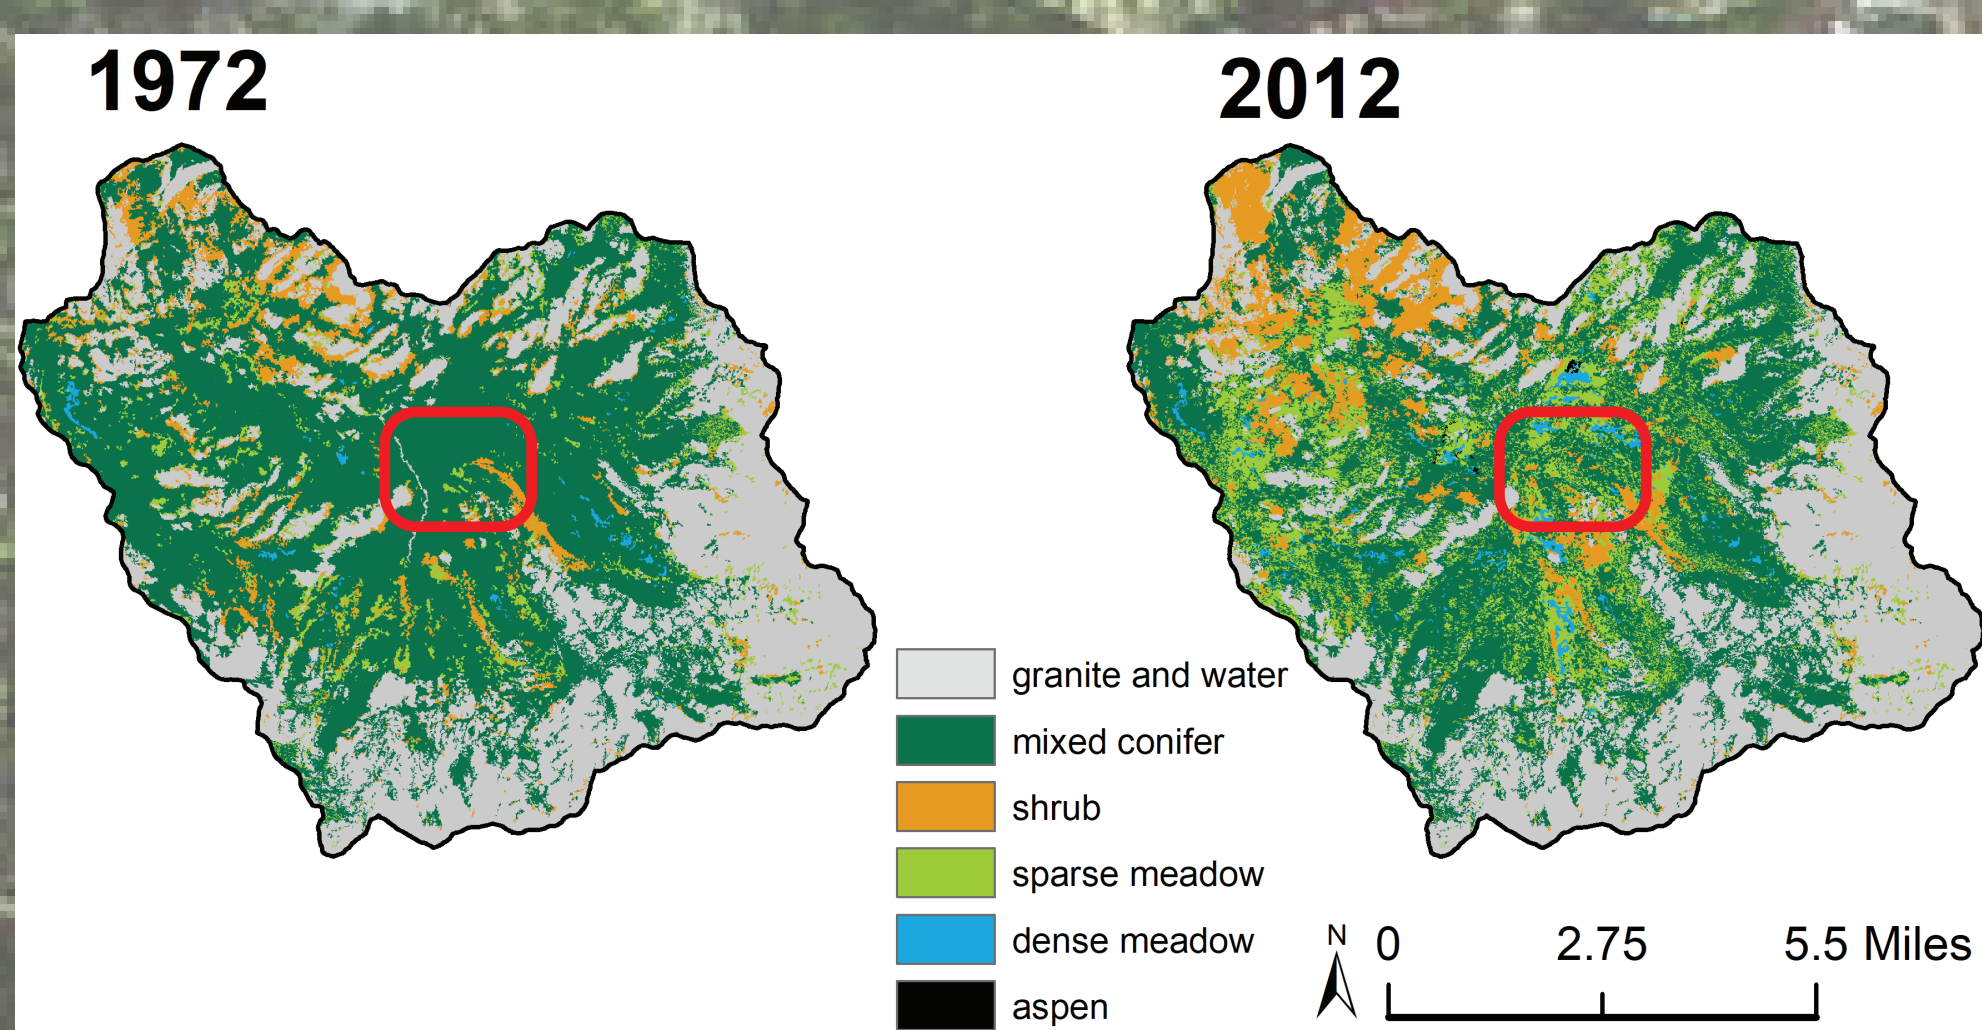 1972
2012
granite and water
mixed conifer
shrub
sparse meadow
dense meadow
aspen
N
0 2.75 5.5 Miles